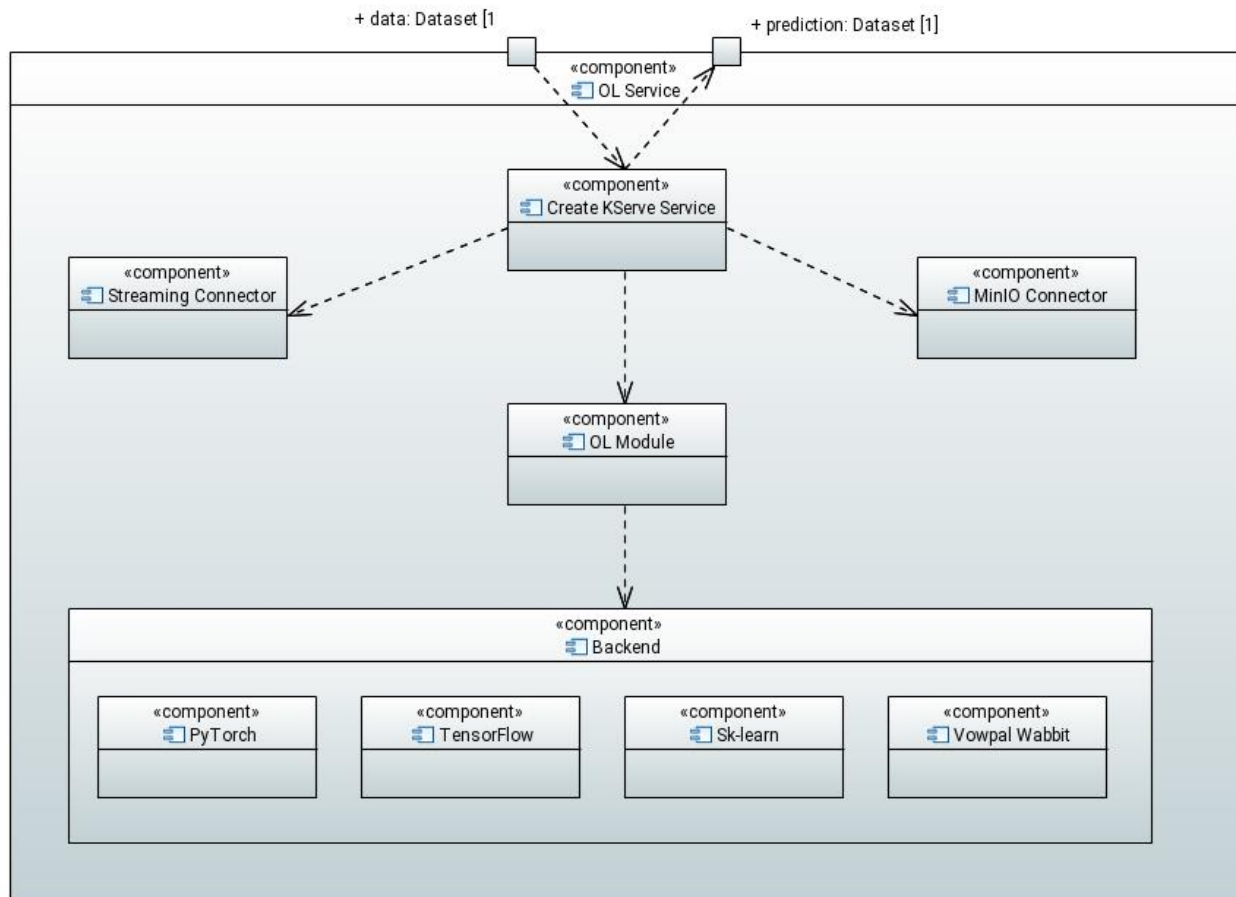 + data: Dataset [1
+ prediction: Dataset [1]
«component»
OL Service
«component»
Create KServe Service
«component»
Streaming Connector
«component»
MinIO Connector
«component»
OL Module
«component»
Backend
«component»
PyTorch
«component»
TensorFlow
«component»
Sk-learn
«component»
Vowpal Wabbit